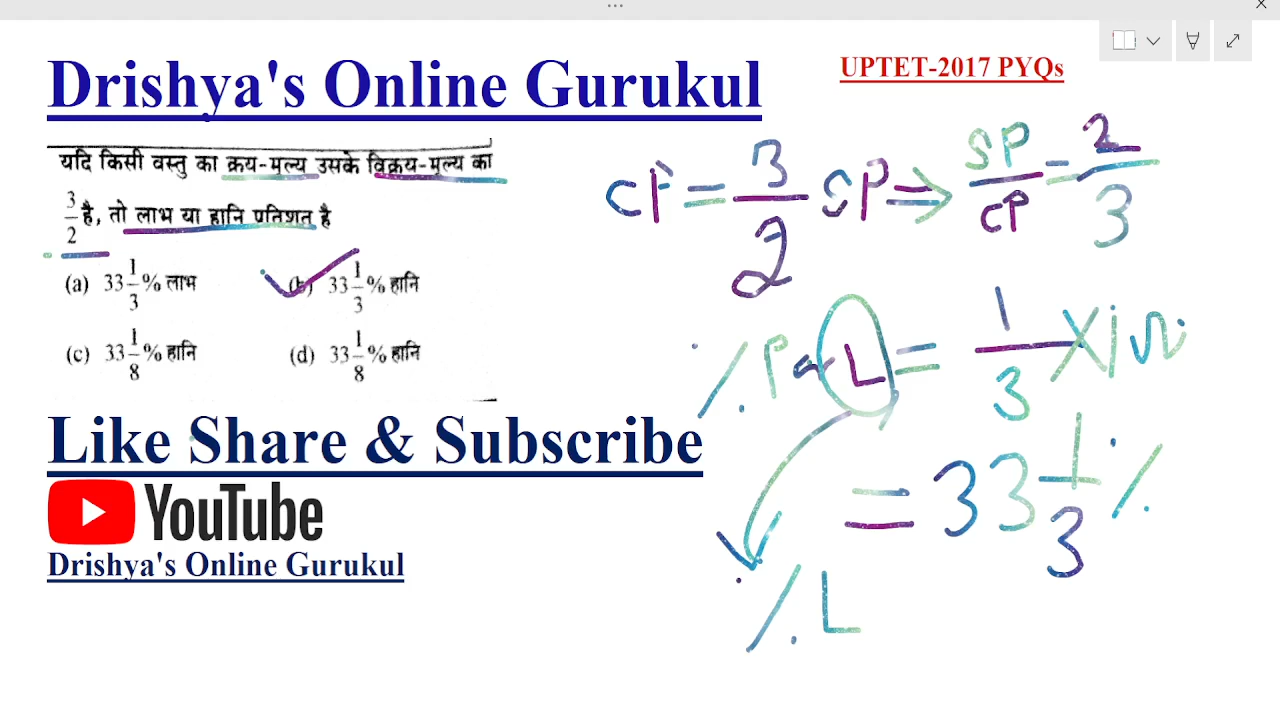 Drishya's Online Gurukul
UPTET-2017 PYQs
यदि किसी वस्तु का क्रय-मूल्य उसके विक्रय-मूल्य का
3/2 है, तो लाभ या हानि प्रतिशत है
(a) 33 1/3 % लाभ (b) 33 1/3 % हानि
(c) 33 1/8 % हानि (d) 33 1/8 % हानि
CP = 3/2 SP ⇒ SP/CP = 2/3
% P or L = 1/3 × 100
= 33 1/3 %
% L
Like Share & Subscribe
YouTube
Drishya's Online Gurukul